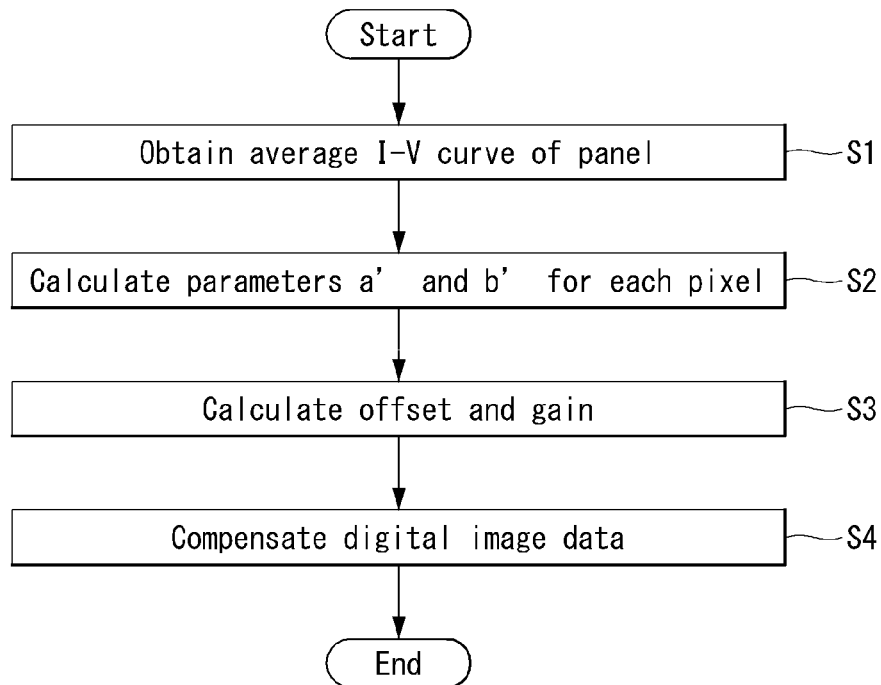 Start
Obtain average I-V curve of panel
S1
Calculate parameters a' and b' for each pixel
S2
Calculate offset and gain
S3
Compensate digital image data
S4
End